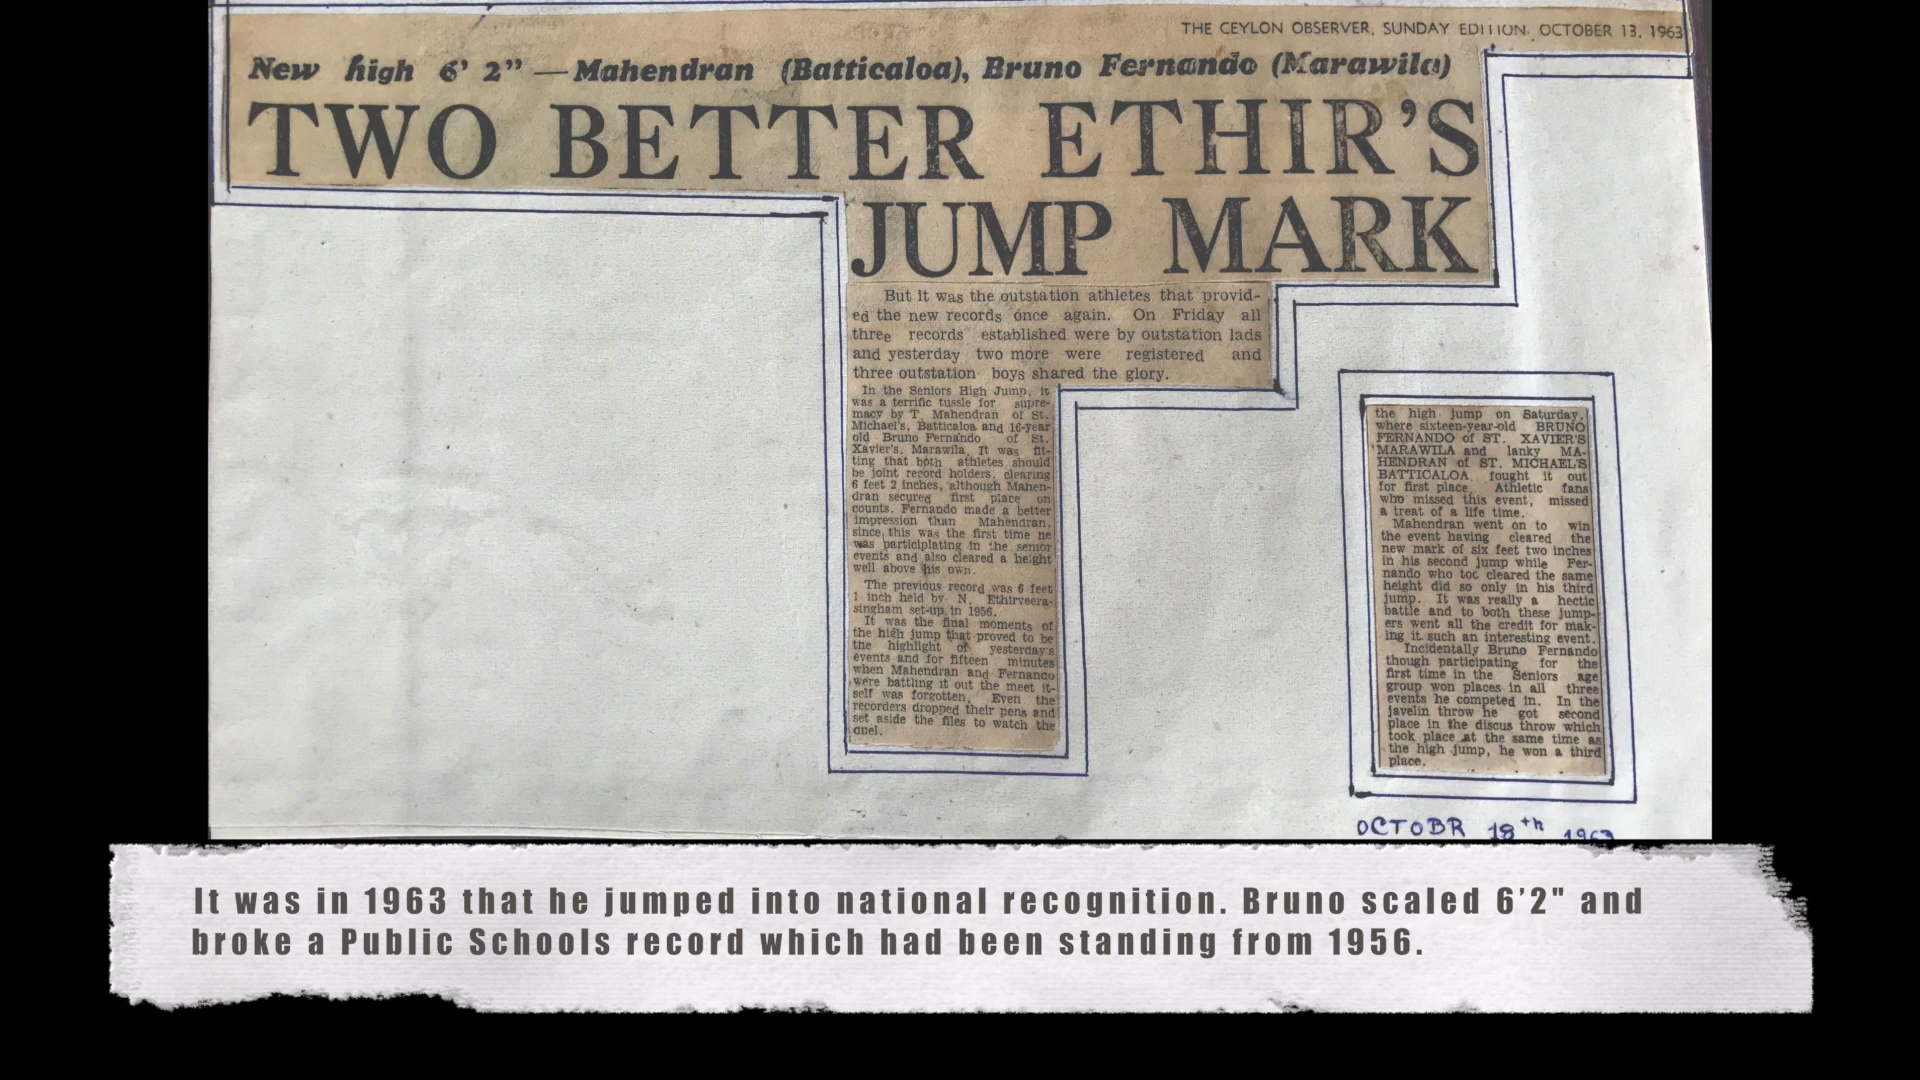 THE CEYLON OBSERVER, SUNDAY EDITION, OCTOBER 13, 1963
New high 6' 2" — Mahendran (Batticaloa), Bruno Fernando (Marawila)
TWO BETTER ETHIR'S
JUMP MARK
But it was the outstation athletes that provid-
ed the new records once again. On Friday all
three records established were by outstation lads
and yesterday two more were registered and
three outstation boys shared the glory.
In the Seniors High Jump, it
was a terrific tussle for supre-
macy by T. Mahendran of St.
Michael's, Batticaloa and 16-year
old Bruno Fernando of St.
Xavier's, Marawila. It was fit-
ting that both athletes should
be joint record holders, clearing
6 feet 2 inches, although Mahen-
dran secured first place on
counts. Fernando made a better
impression than Mahendran,
since this was the first time he
was participlating in the senior
events and also cleared a height
well above his own.
The previous record was 6 feet
1 inch held by N. Ethirveera-
singham set-up in 1956.
It was the final moments of
the high jump that proved to be
the highlight of yesterday's
events and for fifteen minutes
when Mahendran and Fernando
were battling it out the meet it-
self was forgotten. Even the
recorders dropped their pens and
set aside the files to watch the
duel.
the high jump on Saturday,
where sixteen-year-old BRUNO
FERNANDO of ST. XAVIER'S
MARAWILA and lanky MA-
HENDRAN of ST. MICHAEL'S
BATTICALOA fought it out
for first place. Athletic fans
who missed this event, missed
a treat of a life time.
Mahendran went on to win
the event having cleared the
new mark of six feet two inches
in his second jump while Fer-
nando who too cleared the same
height did so only in his third
jump. It was really a hectic
battle and to both these jump-
ers went all the credit for mak-
ing it such an interesting event.
Incidentally Bruno Fernando
though participating for the
first time in the Seniors age
group won places in all three
events he competed in. In the
javelin throw he got second
place in the discus throw which
took place at the same time as
the high jump, he won a third
place.
OCTOBR 18th 1963
It was in 1963 that he jumped into national recognition. Bruno scaled 6'2" and
broke a Public Schools record which had been standing from 1956.